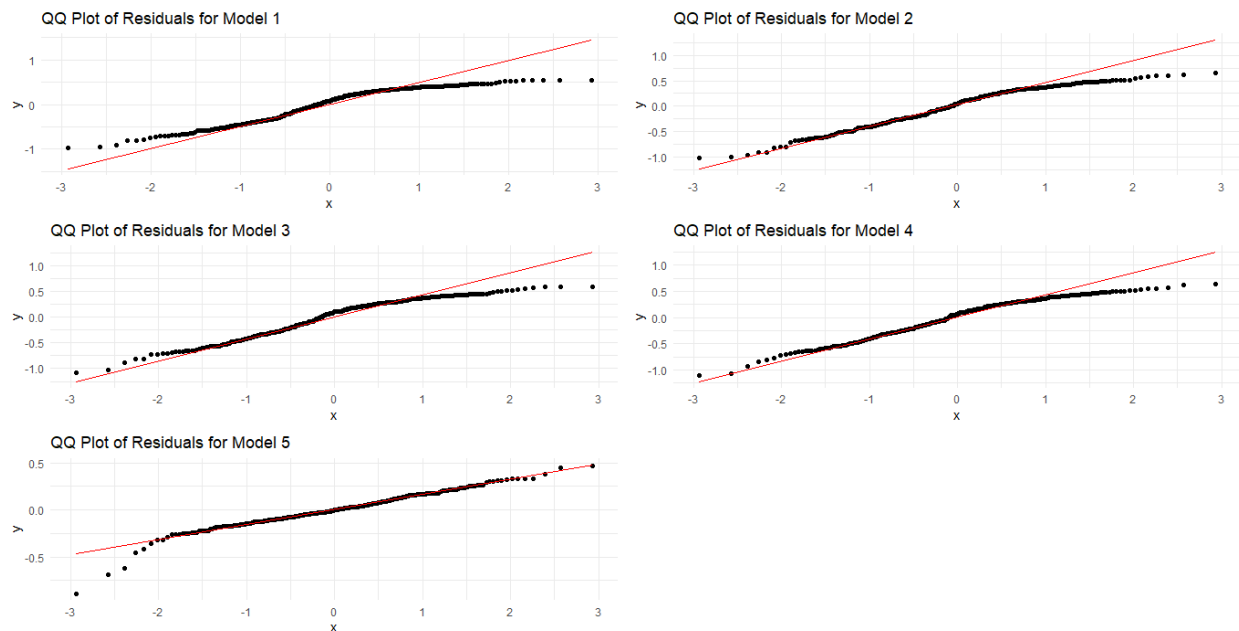 QQ Plot of Residuals for Model 1
1
0
-1
y
-3 -2 -1 0 1 2 3
x
QQ Plot of Residuals for Model 2
1.0
0.5
0.0
-0.5
-1.0
y
-3 -2 -1 0 1 2 3
x
QQ Plot of Residuals for Model 3
1.0
0.5
0.0
-0.5
-1.0
y
-3 -2 -1 0 1 2 3
x
QQ Plot of Residuals for Model 4
1.0
0.5
0.0
-0.5
-1.0
y
-3 -2 -1 0 1 2 3
x
QQ Plot of Residuals for Model 5
0.5
0.0
-0.5
y
-3 -2 -1 0 1 2 3
x